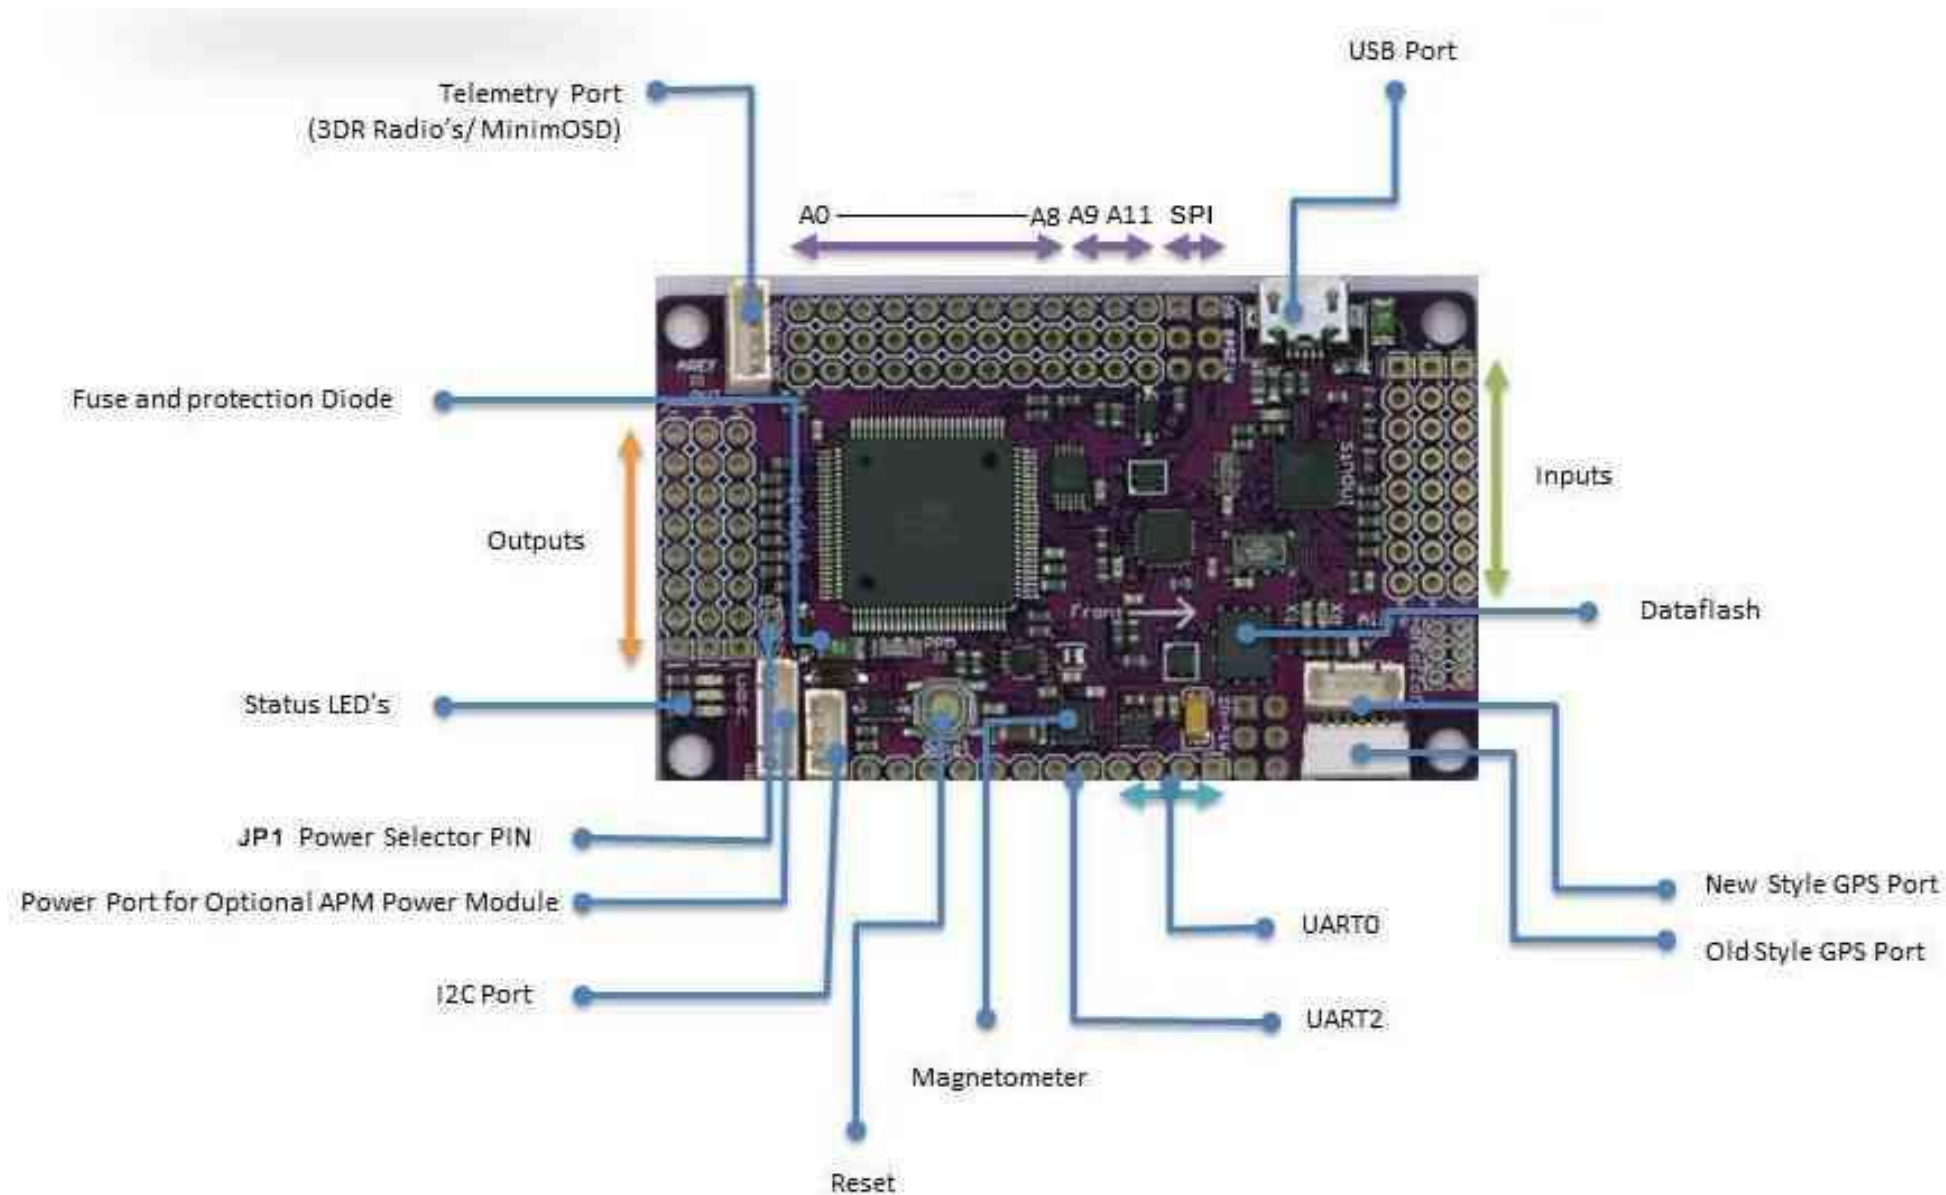 USB Port
Telemetry Port
(3DR Radio's/ MinimOSD)
A0 A8 A9 A11 SPI
Fuse and protection Diode
Inputs
Outputs
Front
Dataflash
Status LED's
JP1 Power Selector PIN
Power Port for Optional APM Power Module
New Style GPS Port
UART0
Old Style GPS Port
I2C Port
UART2
Magnetometer
Reset